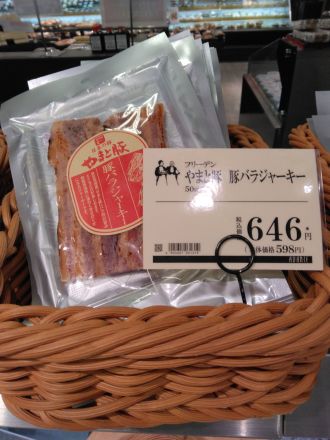 やまと豚
豚バラジャーキー
フリーデン
やまと豚 豚バラジャーキー
税込価格
646円
(本体価格598円)